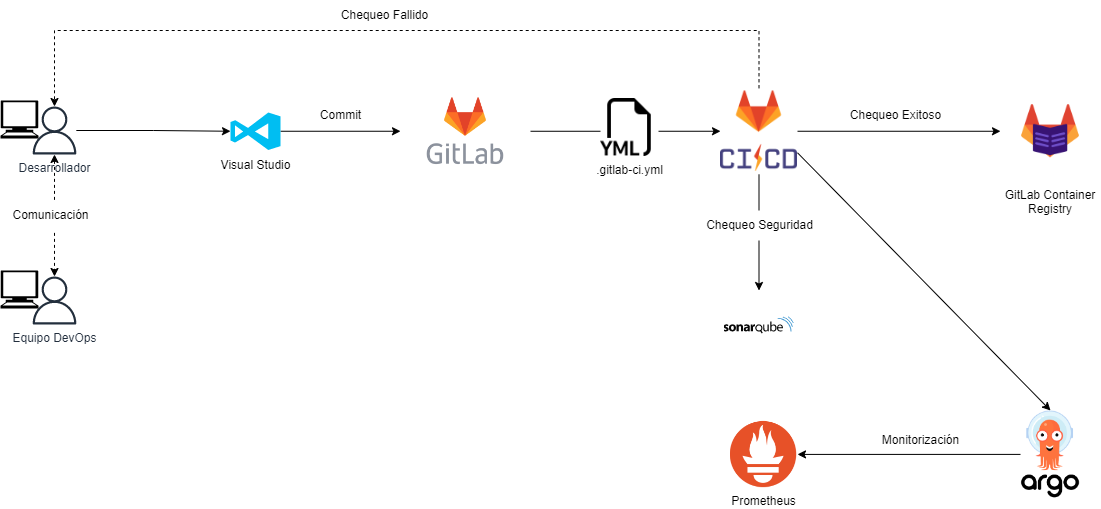 Chequeo Fallido
Desarrollador
Visual Studio
Commit
GitLab
YML
.gitlab-ci.yml
CI CD
Chequeo Exitoso
GitLab Container
Registry
Comunicación
Chequeo Seguridad
Equipo DevOps
sonarqube
Monitorización
Prometheus
argo